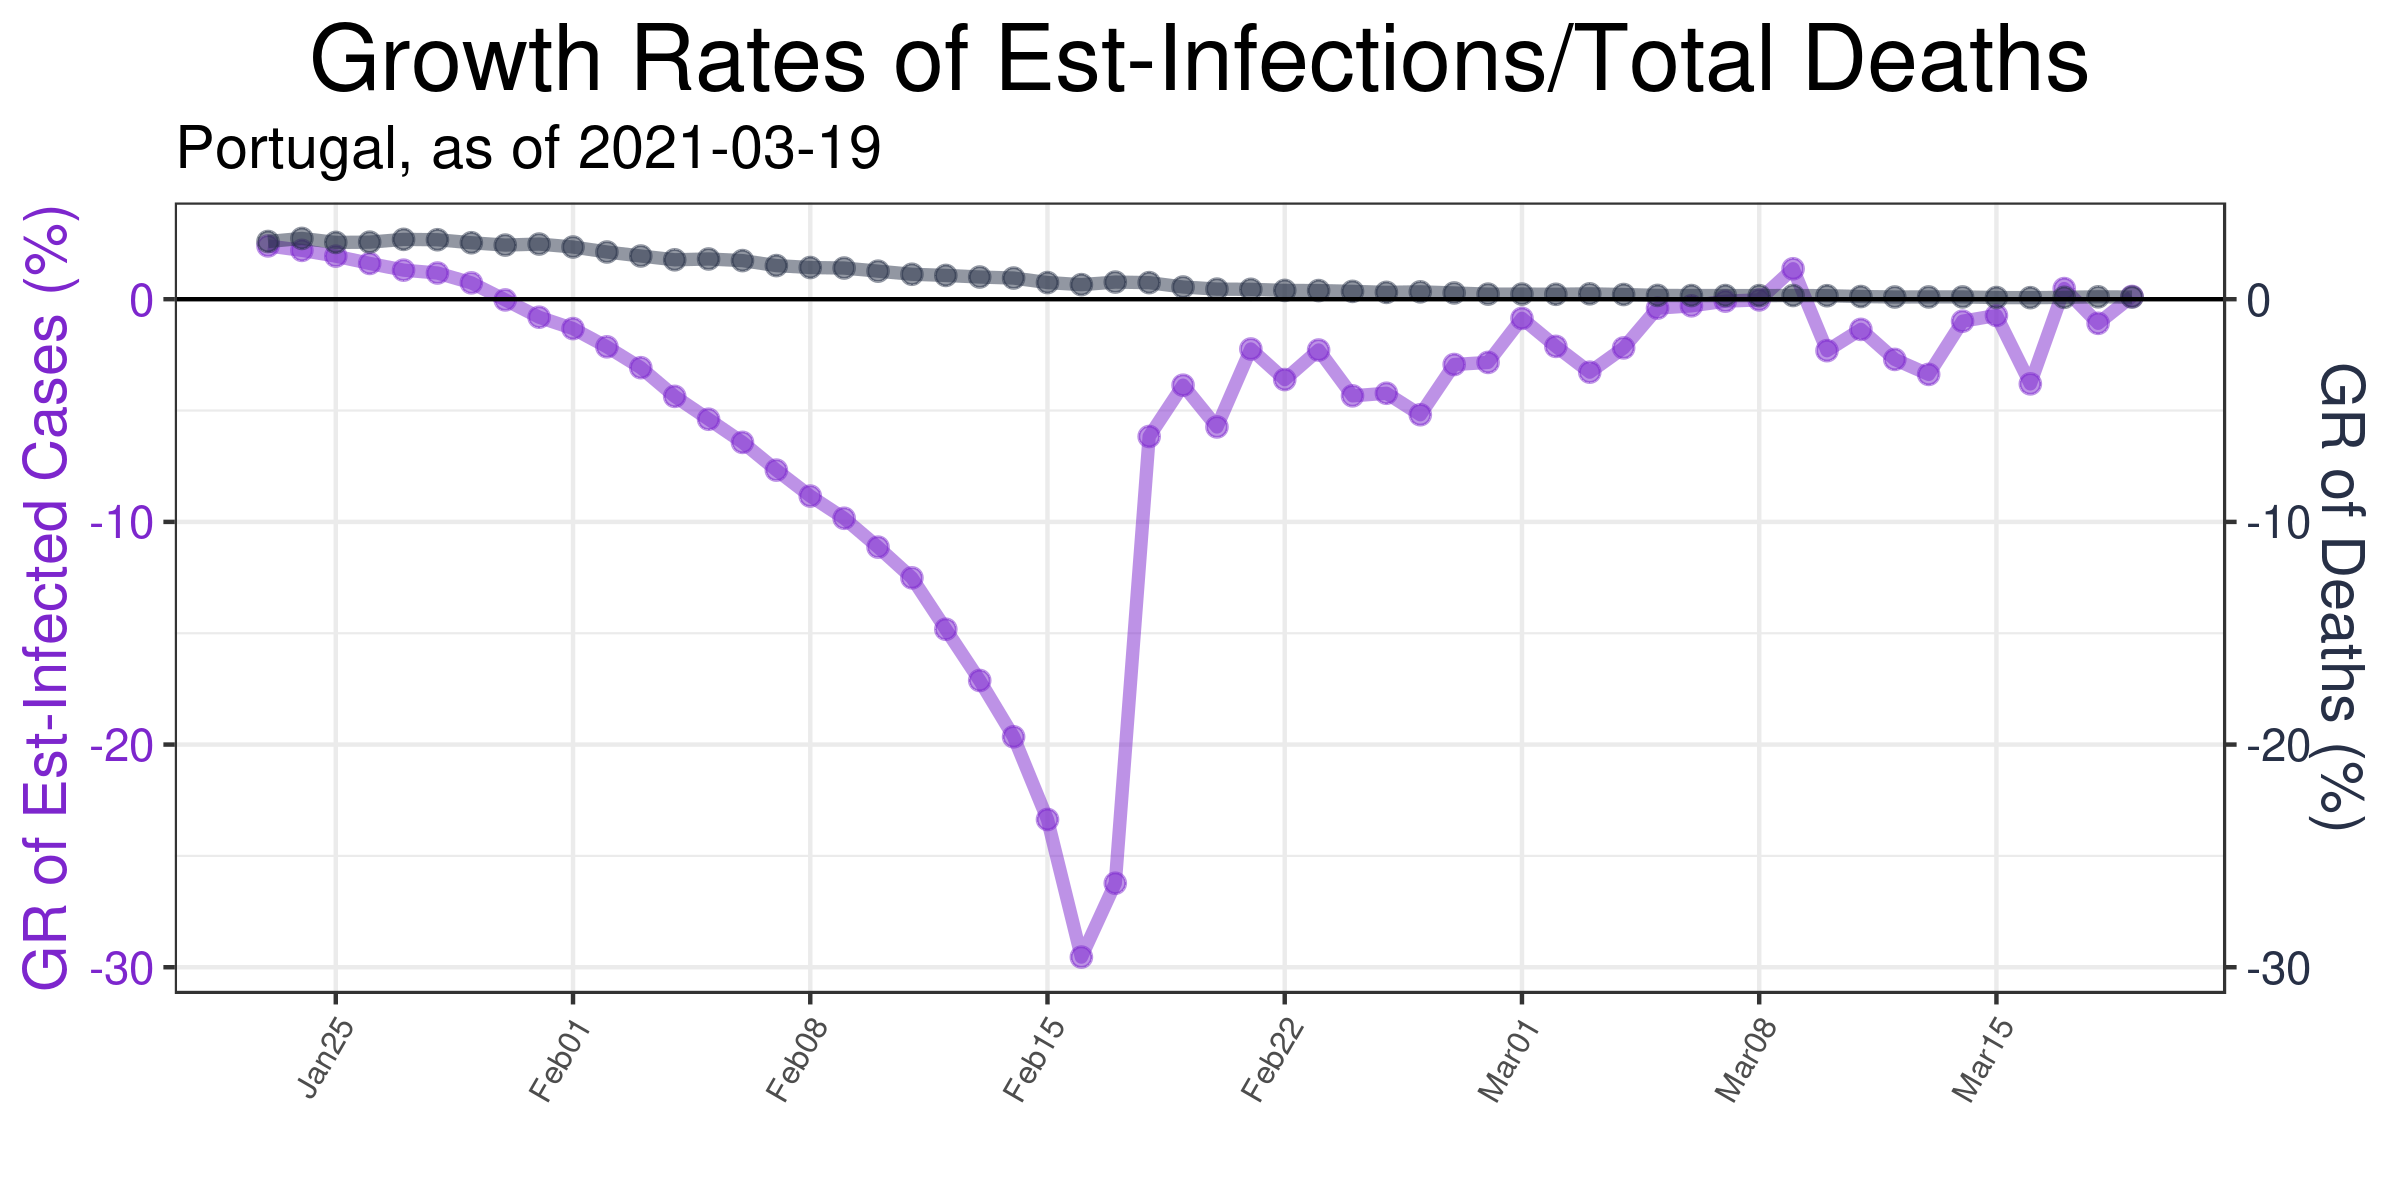 Growth Rates of Est-Infections/Total Deaths
Portugal, as of 2021-03-19
GR of Est-Infected Cases (%)
0
-10
-20
-30
0
-10
-20
-30
GR of Deaths (%)
Jan25
Feb01
Feb08
Feb15
Feb22
Mar01
Mar08
Mar15